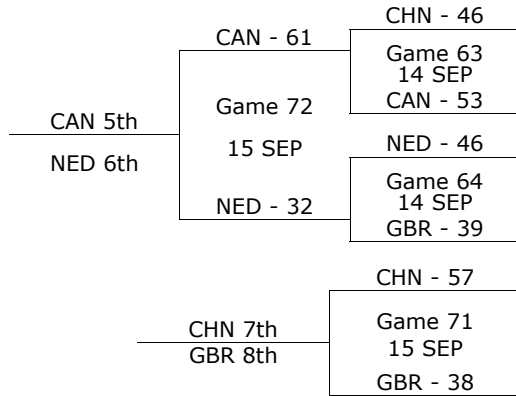 CHN - 46
CAN - 61
Game 63
14 SEP
CAN - 53
Game 72
CAN 5th
15 SEP
NED - 46
NED 6th
Game 64
14 SEP
NED - 32
GBR - 39
CHN - 57
CHN 7th
Game 71
GBR 8th
15 SEP
GBR - 38